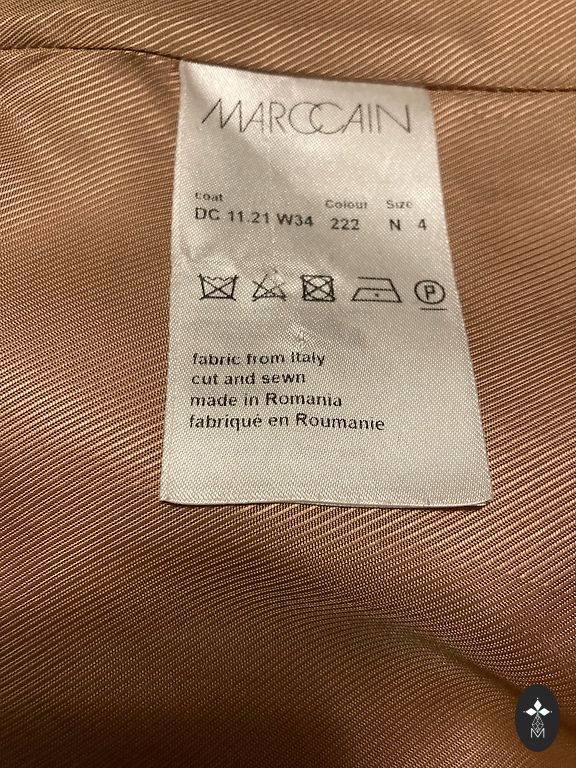 MARCCAIN
coat Colour Size
DC 11.21 W34 222 N 4
P
fabric from Italy
cut and sewn
made in Romania
fabriqué en Roumanie
M